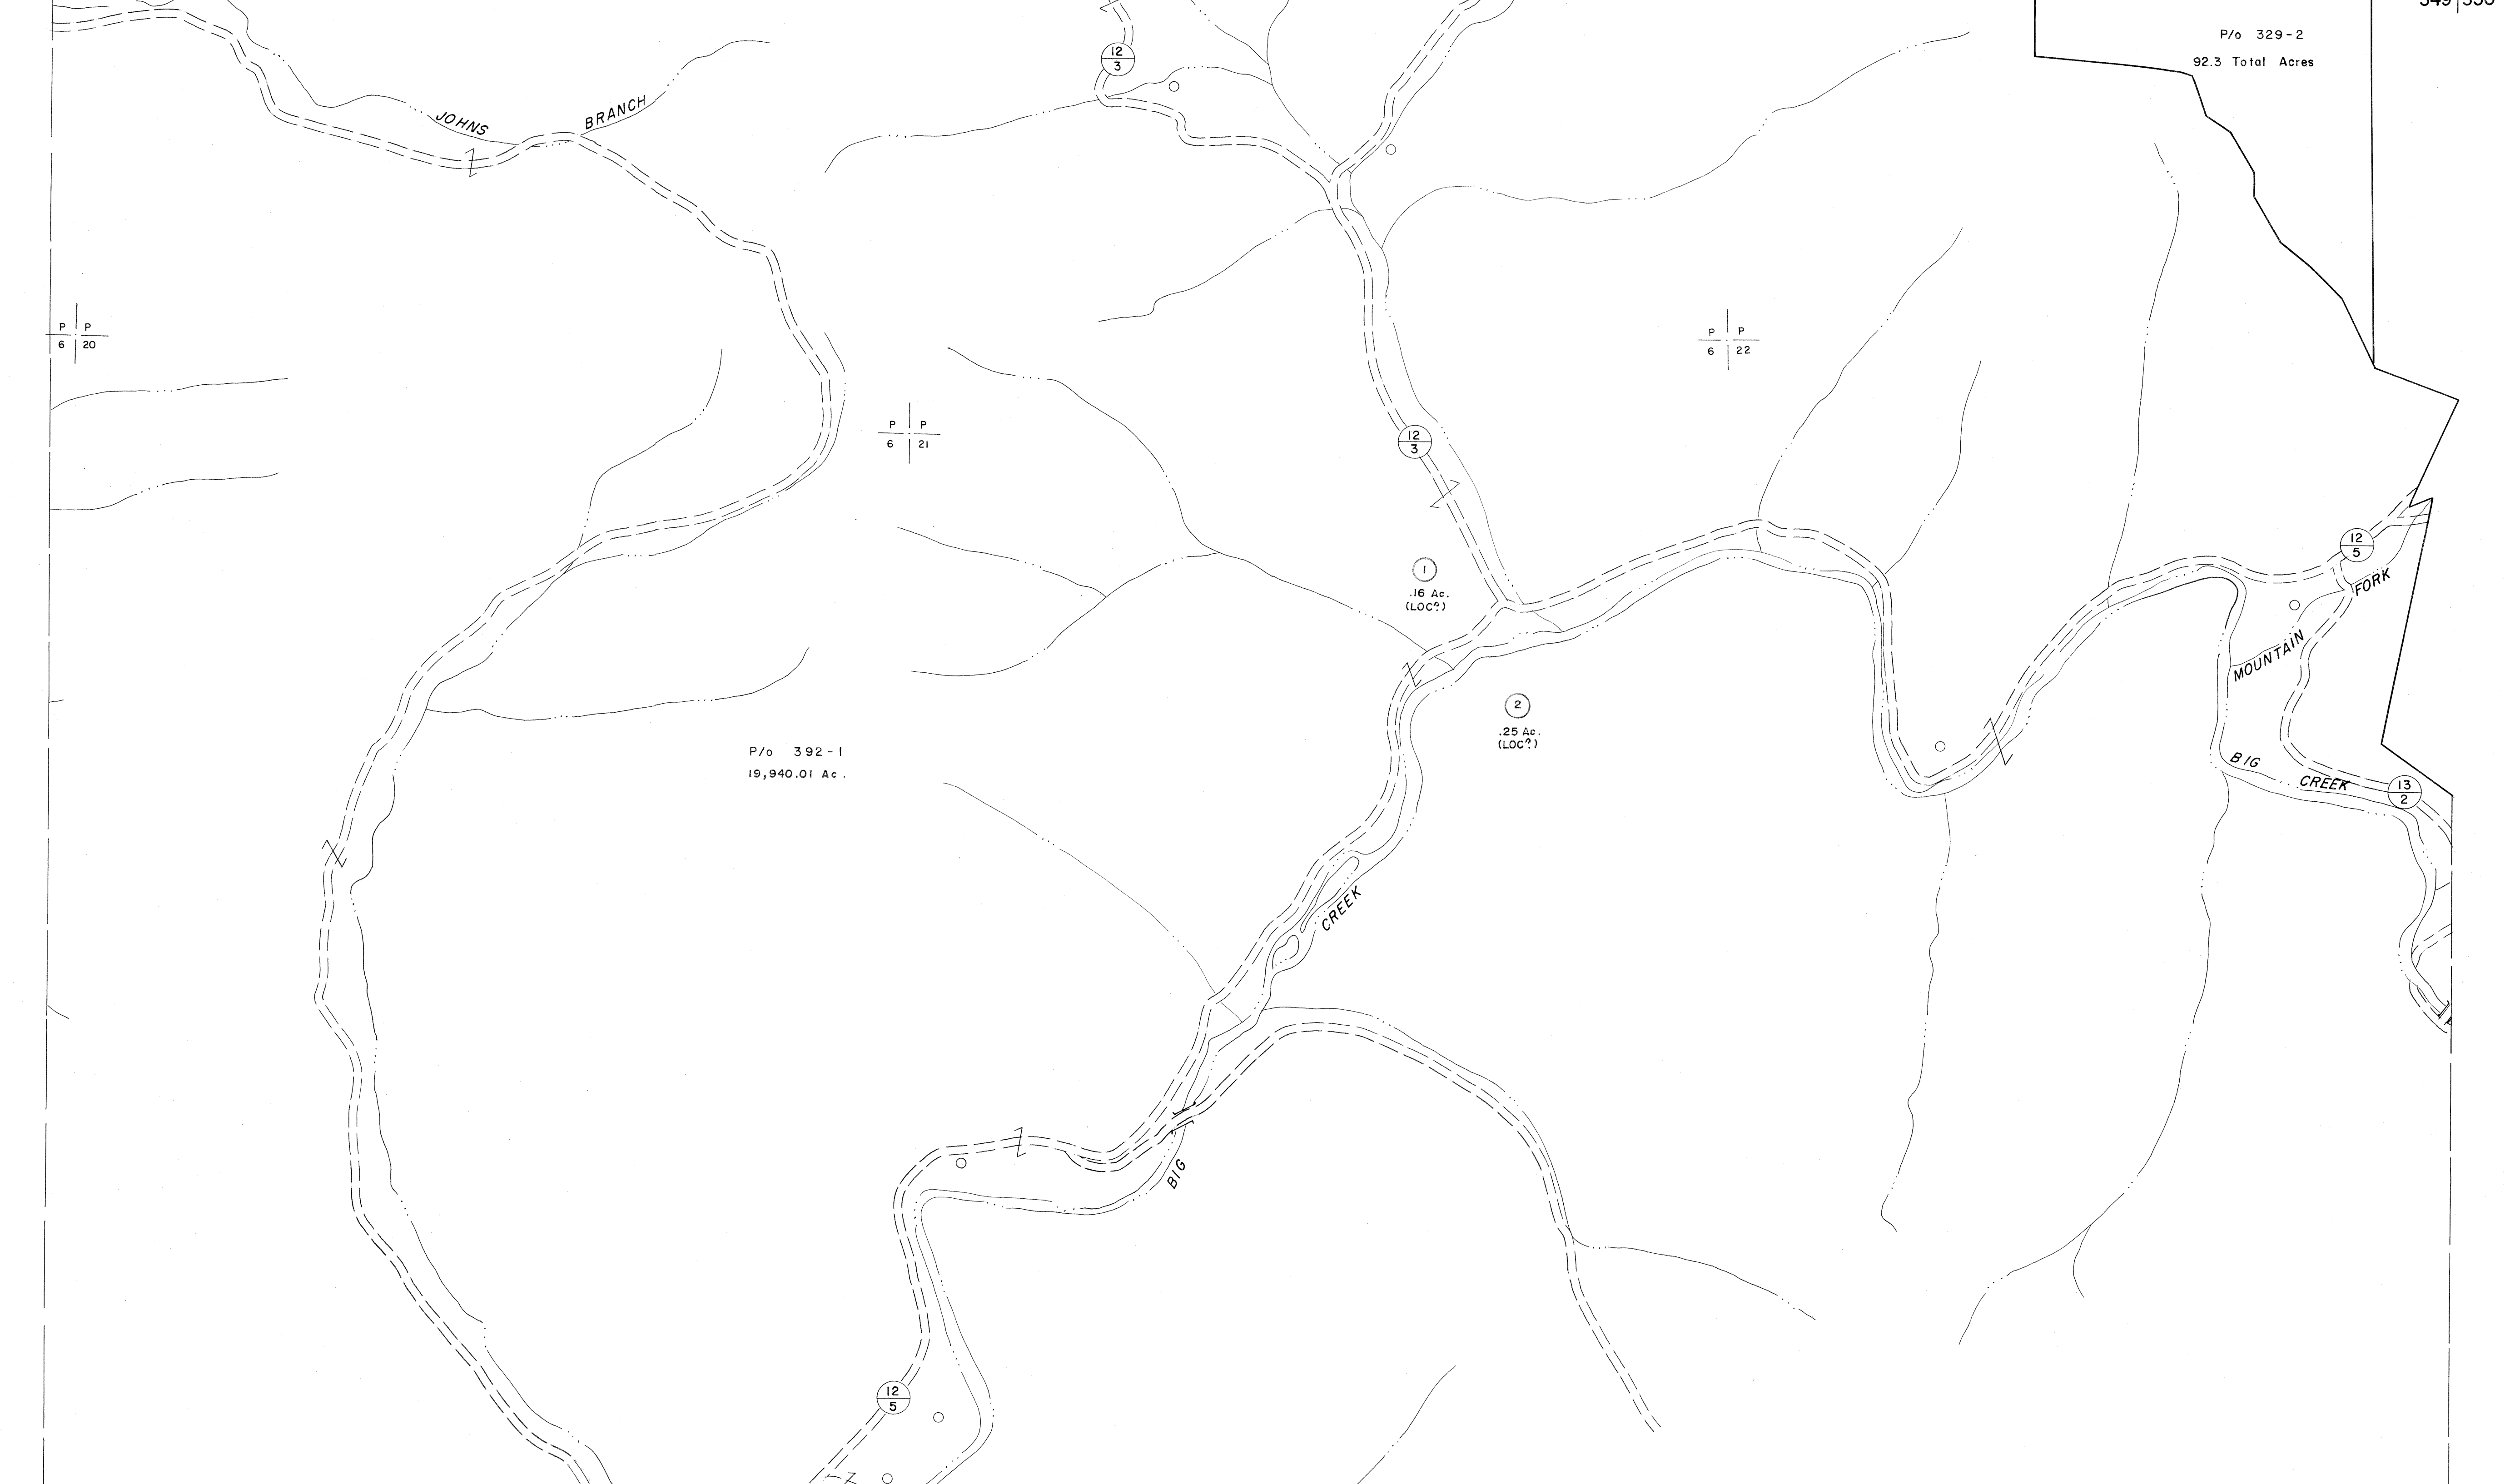 P/o 329-2
92.3 Total Acres
12
3
JOHNS BRANCH
P P
6 20
P P
6 22
P P
6 21
12
3
12
5
1
.16 Ac.
(LOC?)
FORK
MOUNTAIN
2
.25 Ac.
(LOC?)
P/o 392-1
19,940.01 Ac.
BIG CREEK
13
2
CREEK
BIG
12
5